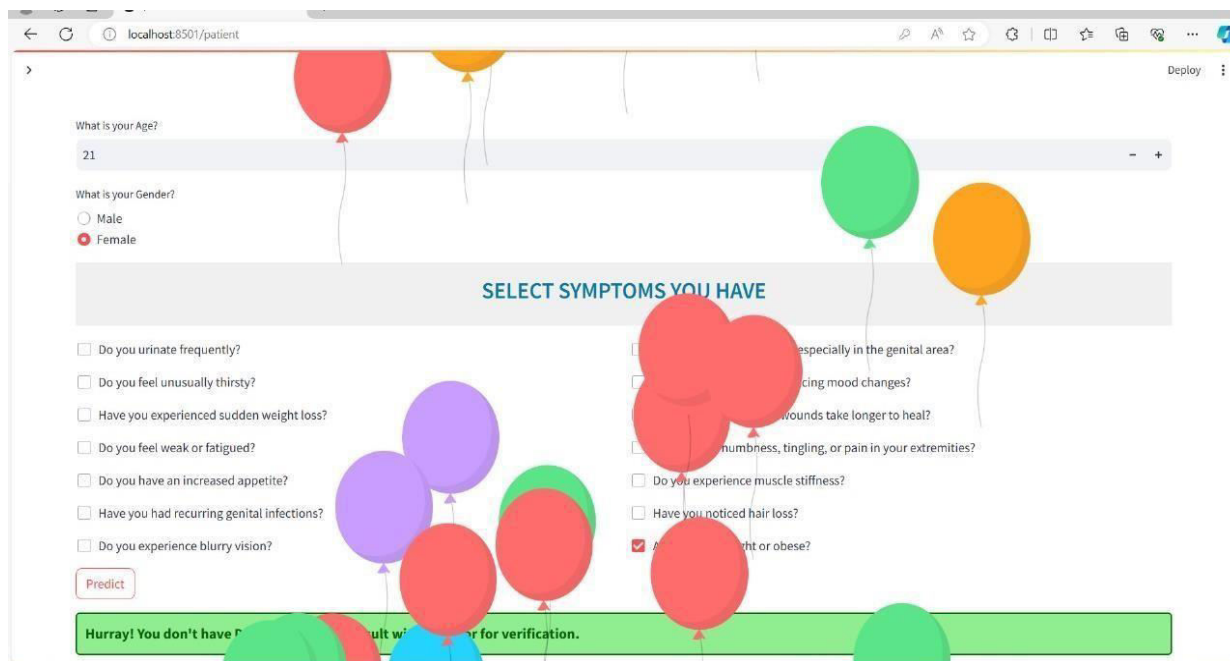 localhost:8501/patient
Deploy
What is your Age?
21
What is your Gender?
Male
Female
SELECT SYMPTOMS YOU HAVE
Do you urinate frequently?
especially in the genital area?
Do you feel unusually thirsty?
mood changes?
Have you experienced sudden weight loss?
wounds take longer to heal?
Do you feel weak or fatigued?
numbness, tingling, or pain in your extremities?
Do you have an increased appetite?
Do you experience muscle stiffness?
Have you had recurring genital infections?
Have you noticed hair loss?
Do you experience blurry vision?
or obese?
Predict
Hurray! You don't have for verification.